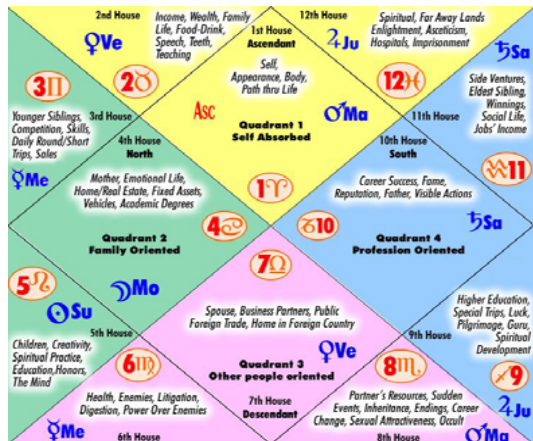 2nd House
Income, Wealth, Family
Life, Food-Drink,
Speech, Teeth,
Teaching
♀Ve
2♉
1st House
Ascendant
Self,
Appearance, Body,
Path thru Life
Asc
♂Ma
Quadrant 1
Self Absorbed
1♈
12th House
♃Ju
Spiritual, Far Away Lands
Enlightment, Asceticism
Hospitals, Imprisonment
12♓
♄Sa
Side Ventures,
Eldest Sibling,
Winnings,
Social Life,
Jobs' Income
11th House
♒11
3♊
Younger Siblings,
Competition, Skills,
Daily Round/Short
Trips, Sales
3rd House
☿Me
4th House
North
Mother, Emotional Life,
Home/Real Estate, Fixed Assets,
Vehicles, Academic Degrees
4♋
Quadrant 2
Family Oriented
☽Mo
10th House
South
Career Success, Fame,
Reputation, Father, Visible Actions
♑10
♄Sa
Quadrant 4
Profession Oriented
5♌
☉Su
5th House
Children, Creativity,
Spiritual Practice,
Education,Honors,
The Mind
7♎
Spouse, Business Partners, Public
Foreign Trade, Home in Foreign Country
♀Ve
Quadrant 3
Other people oriented
7th House
Descendant
Higher Education,
Special Trips, Luck,
Pilgrimage, Guru,
Spiritual
Development
9th House
♐9
♃Ju
6♍
Health, Enemies, Litigation,
Digestion, Power Over Enemies
☿Me
6th House
8♏
Partner's Resources, Sudden
Events, Inheritance, Endings, Career
Change, Sexual Attractiveness, Occult
8th House
♂Ma